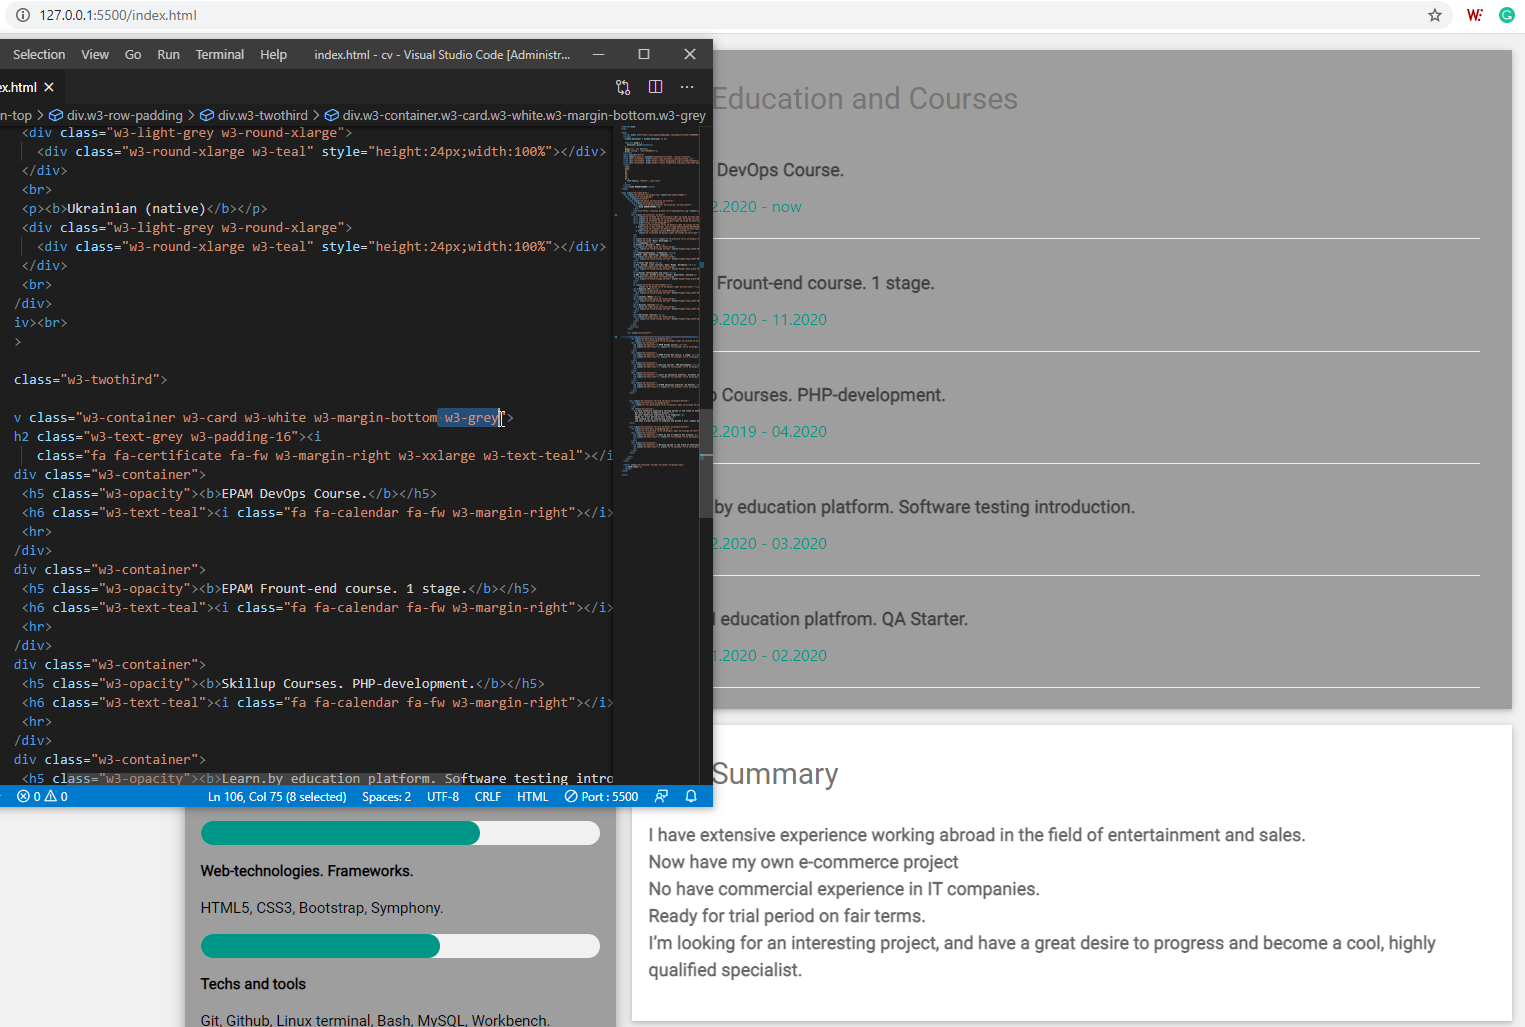 127.0.0.1:5500/index.html
Selection View Go Run Terminal Help index.html - cv - Visual Studio Code [Administr...
ex.html
n-top > div.w3-row-padding > div.w3-twothird > div.w3-container.w3-card.w3-white.w3-margin-bottom.w3-grey
<div class="w3-light-grey w3-round-xlarge">
<div class="w3-round-xlarge w3-teal" style="height:24px;width:100%"></div>
</div>
<br>
<p><b>Ukrainian (native)</b></p>
<div class="w3-light-grey w3-round-xlarge">
<div class="w3-round-xlarge w3-teal" style="height:24px;width:100%"></div>
</div>
<br>
/div>
iv><br>
>
class="w3-twothird">
v class="w3-container w3-card w3-white w3-margin-bottom w3-grey">
h2 class="w3-text-grey w3-padding-16"><i
class="fa fa-certificate fa-fw w3-margin-right w3-xxlarge w3-text-teal"></i
div class="w3-container">
<h5 class="w3-opacity"><b>EPAM DevOps Course.</b></h5>
<h6 class="w3-text-teal"><i class="fa fa-calendar fa-fw w3-margin-right"></i>
<hr>
/div>
div class="w3-container">
<h5 class="w3-opacity"><b>EPAM Frount-end course. 1 stage.</b></h5>
<h6 class="w3-text-teal"><i class="fa fa-calendar fa-fw w3-margin-right"></i>
<hr>
/div>
div class="w3-container">
<h5 class="w3-opacity"><b>Skillup Courses. PHP-development.</b></h5>
<h6 class="w3-text-teal"><i class="fa fa-calendar fa-fw w3-margin-right"></i>
<hr>
/div>
div class="w3-container">
<h5 class="w3-opacity"><b>Learn.by education platform. Software testing intro
0 0 Ln 106, Col 75 (8 selected) Spaces: 2 UTF-8 CRLF HTML Port : 5500
Education and Courses
DevOps Course.
2.2020 - now
Frount-end course. 1 stage.
9.2020 - 11.2020
Courses. PHP-development.
2.2019 - 04.2020
by education platform. Software testing introduction.
2.2020 - 03.2020
education platfrom. QA Starter.
1.2020 - 02.2020
Summary
I have extensive experience working abroad in the field of entertainment and sales.
Now have my own e-commerce project
No have commercial experience in IT companies.
Ready for trial period on fair terms.
I'm looking for an interesting project, and have a great desire to progress and become a cool, highly
qualified specialist.
Web-technologies. Frameworks.
HTML5, CSS3, Bootstrap, Symphony.
Techs and tools
Git, Github, Linux terminal, Bash, MySQL, Workbench.